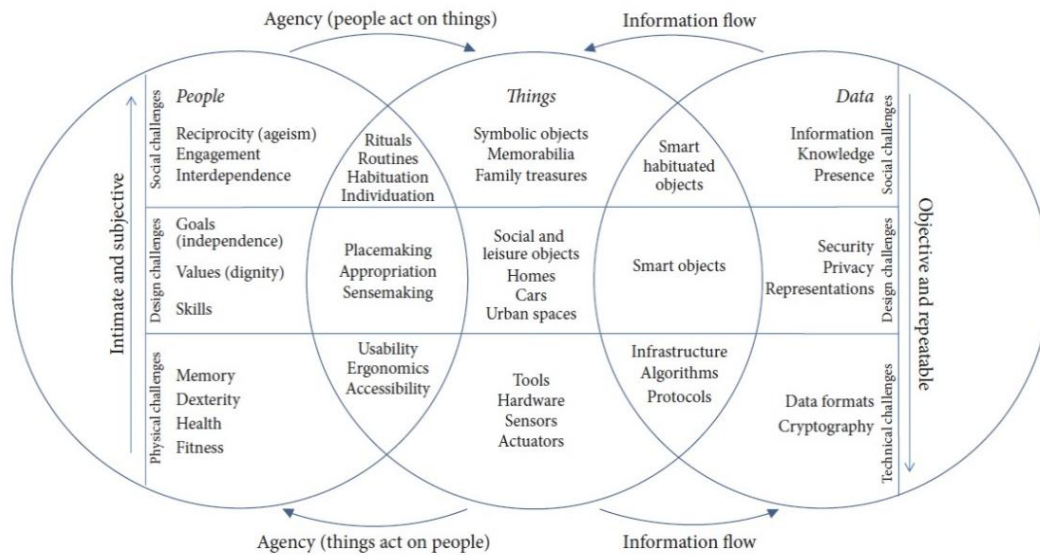 Agency (people act on things)
Information flow
Intimate and subjective
Social challenges
People
Reciprocity (ageism)
Engagement
Interdependence
Rituals
Routines
Habituation
Individuation
Things
Symbolic objects
Memorabilia
Family treasures
Smart
habituated
objects
Data
Information
Knowledge
Presence
Social challenges
Objective and repeatable
Design challenges
Goals
(independence)
Values (dignity)
Skills
Placemaking
Appropriation
Sensemaking
Social and
leisure objects
Homes
Cars
Urban spaces
Smart objects
Security
Privacy
Representations
Design challenges
Physical challenges
Memory
Dexterity
Health
Fitness
Usability
Ergonomics
Accessibility
Tools
Hardware
Sensors
Actuators
Infrastructure
Algorithms
Protocols
Data formats
Cryptography
Technical challenges
Agency (things act on people)
Information flow